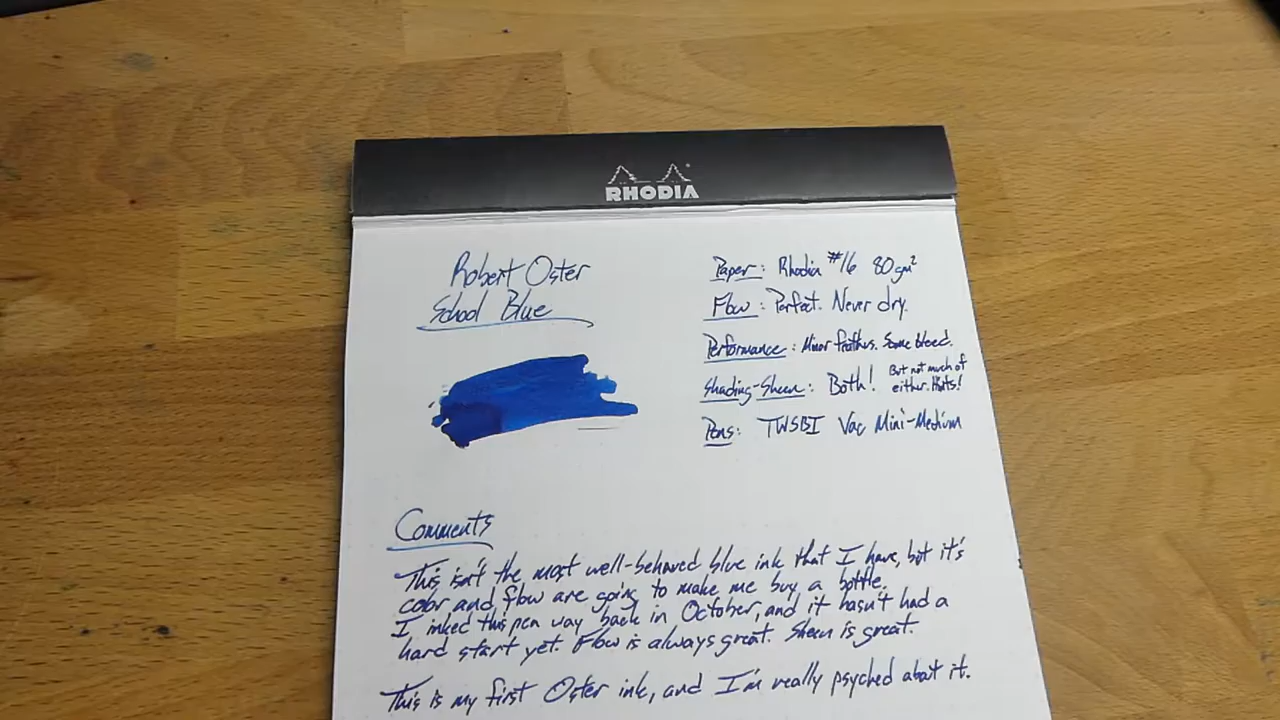 RHODIA
Robert Oster
School Blue
Paper: Rhodia #16 80 gm²
Flow: Perfect. Never dry.
Performance: Minor feathers. Some bleed.
Shading-Sheen: Both! But not much of
either. Hints!
Pens: TWSBI Vac Mini-Medium
Comments
This isn't the most well-behaved blue ink that I have, but it's
color and flow are going to make me buy a bottle.
I inked this pen way back in October, and it hasn't had a
hard start yet. Flow is always great. Sheen is great.
This is my first Oster ink, and I'm really psyched about it.